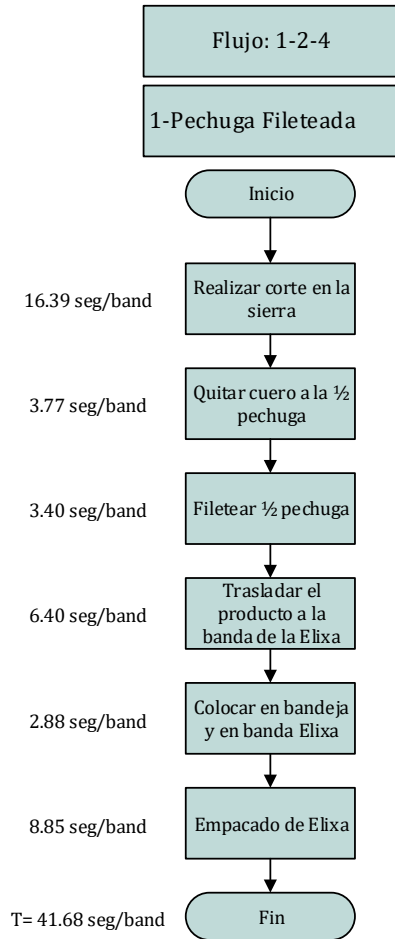 Flujo: 1-2-4
1-Pechuga Fileteada
Inicio
16.39 seg/band
Realizar corte en la
sierra
3.77 seg/band
Quitar cuero a la ½
pechuga
3.40 seg/band
Filetear ½ pechuga
6.40 seg/band
Trasladar el
producto a la
banda de la Elixa
2.88 seg/band
Colocar en bandeja
y en banda Elixa
8.85 seg/band
Empacado de Elixa
T= 41.68 seg/band
Fin